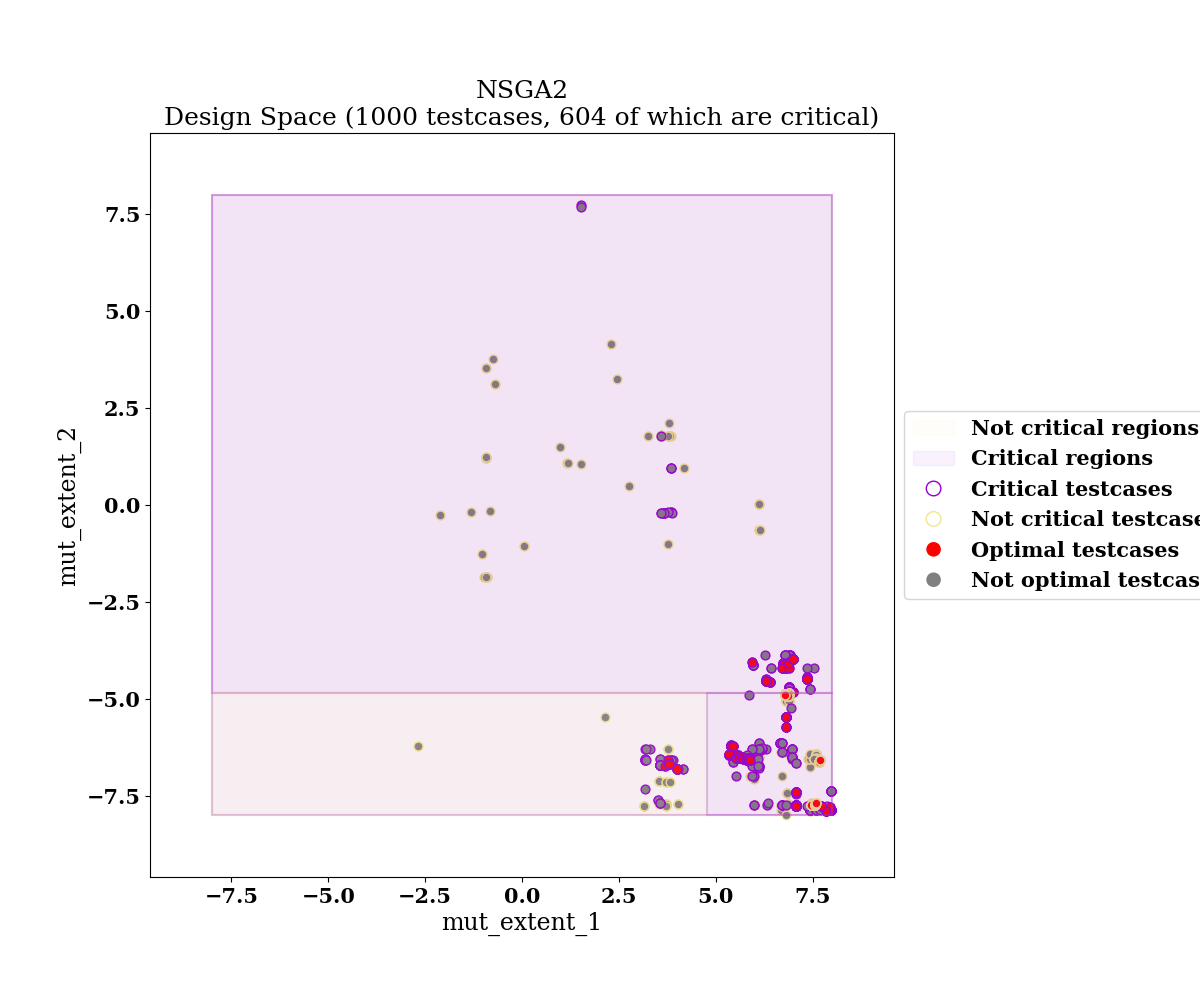 NSGA2
Design Space (1000 testcases, 604 of which are critical)
mut_extent_2
7.5
5.0
2.5
0.0
−2.5
−5.0
−7.5
−7.5
−5.0
−2.5
0.0
2.5
5.0
7.5
mut_extent_1
Not critical regions
Critical regions
Critical testcases
Not critical testcase
Optimal testcases
Not optimal testcas